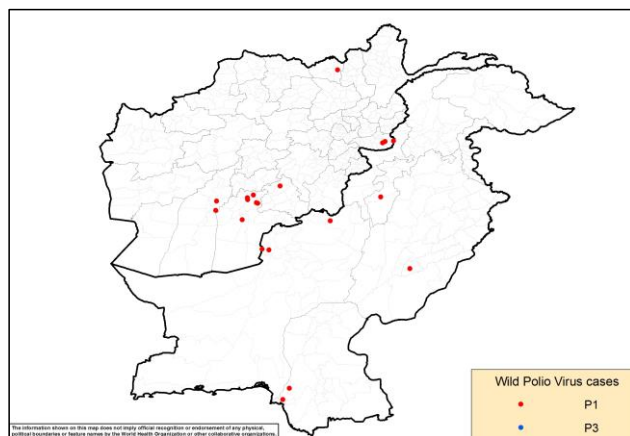 Wild Polio Virus cases
P1
P3
The information shown on this map does not imply official recognition or endorsement of any physical,
political boundaries or feature names by the World Health Organization or other collaborative organizations.